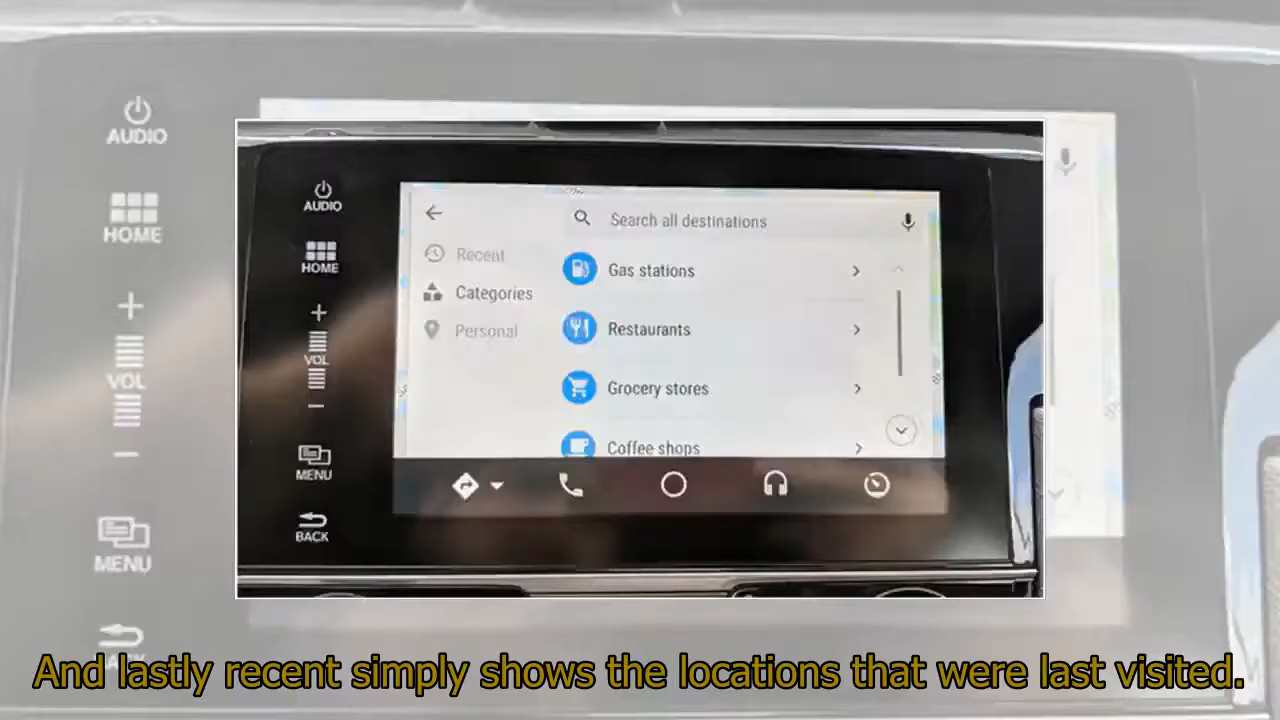 AUDIO
HOME
VOL
MENU
BACK
AUDIO
HOME
VOL
MENU
BACK
Search all destinations
Recent
Categories
Personal
Gas stations
Restaurants
Grocery stores
Coffee shops
And lastly recent simply shows the locations that were last visited.